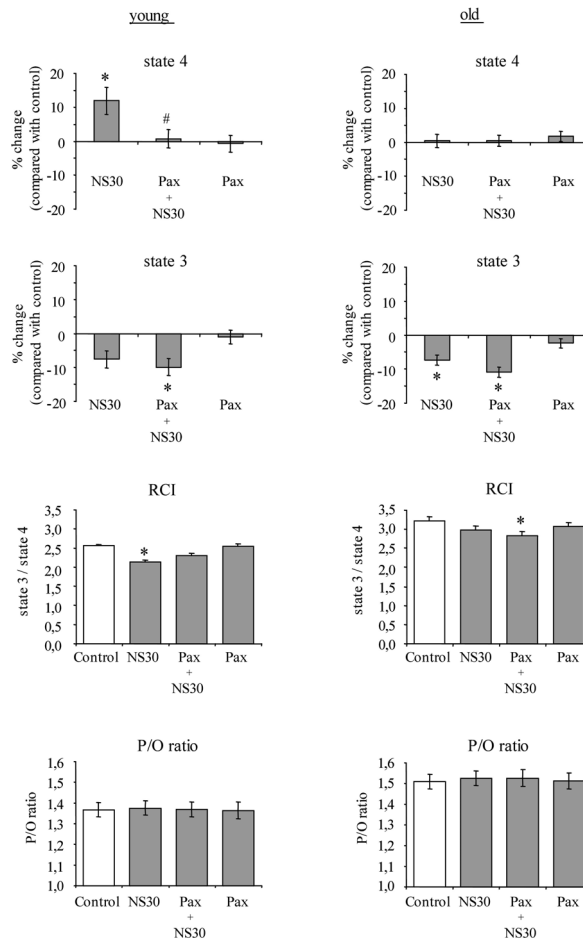 young
old
state 4
% change
(compared with control)
20
10
0
-10
-20
*
#
NS30
Pax
+
NS30
Pax
state 4
% change
(compared with control)
20
10
0
-10
-20
NS30
Pax
+
NS30
Pax
state 3
% change
(compared with control)
20
10
0
-10
-20
*
NS30
Pax
+
NS30
Pax
state 3
% change
(compared with control)
20
10
0
-10
-20
*
*
NS30
Pax
+
NS30
Pax
RCI
state 3 / state 4
3,5
3,0
2,5
2,0
1,5
1,0
0,5
0,0
*
Control
NS30
Pax
+
NS30
Pax
RCI
state 3 / state 4
3,5
3,0
2,5
2,0
1,5
1,0
0,5
0,0
*
Control
NS30
Pax
+
NS30
Pax
P/O ratio
P/O ratio
1,6
1,5
1,4
1,3
1,2
1,1
1,0
Control
NS30
Pax
+
NS30
Pax
P/O ratio
P/O ratio
1,6
1,5
1,4
1,3
1,2
1,1
1,0
Control
NS30
Pax
+
NS30
Pax